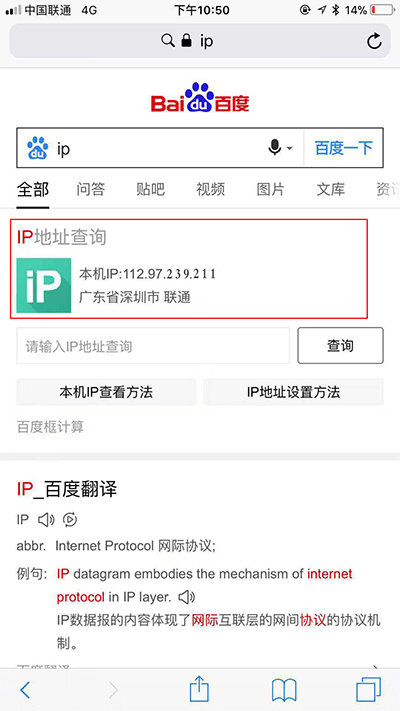 中国联通 4G 下午10:50 14%
ip
Bai du 百度
du ip 百度一下
全部 问答 贴吧 视频 图片 文库 资讯
IP地址查询
iP
本机IP:112.97.239.211
广东省深圳市 联通
请输入IP地址查询 查询
本机IP查看方法 IP地址设置方法
百度框计算
IP_百度翻译
IP
abbr. Internet Protocol 网际协议;
例句: IP datagram embodies the mechanism of internet
protocol in IP layer.
IP数据报的内容体现了网际互联层的网间协议的协议机
制。
百度翻译